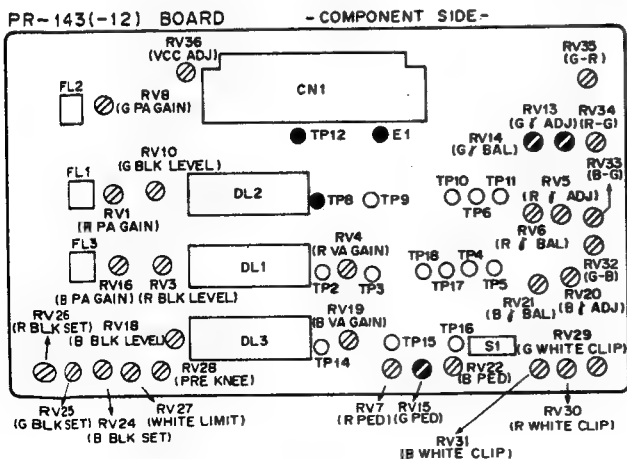 PR-143(-12) BOARD -COMPONENT SIDE-
RV36
(VCC ADJ)
RV35
(G-R)
FL2
RV8
(G PA GAIN)
CN1
RV13
(G γ ADJ)
RV34
(R-G)
RV14
(G γ BAL)
TP12
E1
RV33
(B-G)
RV10
(G BLK LEVEL)
FL1
DL2
TP8
TP9
TP10
TP6
TP11
RV5
(R γ ADJ)
RV1
(R PA GAIN)
RV6
(R γ BAL)
FL3
DL1
RV4
(R VA GAIN)
TP2
TP3
TP18
TP17
TP4
TP5
RV32
(G-B)
RV16
(B PA GAIN)
RV3
(R BLK LEVEL)
RV21
(B γ BAL)
RV20
(B γ ADJ)
RV26
(R BLK SET)
RV18
(B BLK LEVEL)
RV19
(B VA GAIN)
DL3
TP14
TP15
TP16
S1
RV29
(G WHITE CLIP)
RV28
(PRE KNEE)
RV22
(B PED)
RV25
(G BLK SET)
RV24
(B BLK SET)
RV27
(WHITE LIMIT)
RV7
(R PED)
RV15
(G PED)
RV31
(B WHITE CLIP)
RV30
(R WHITE CLIP)